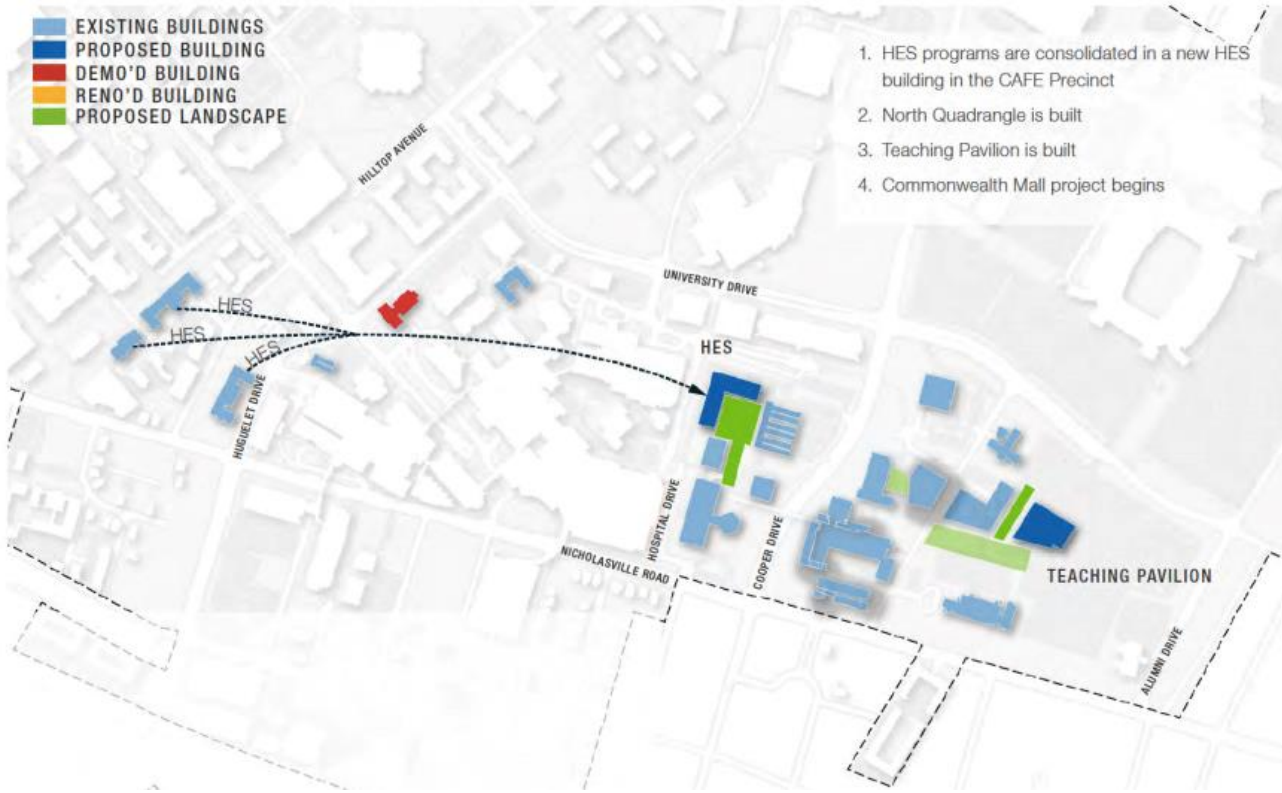 EXISTING BUILDINGS
PROPOSED BUILDING
DEMO'D BUILDING
RENO'D BUILDING
PROPOSED LANDSCAPE
1. HES programs are consolidated in a new HES
building in the CAFE Precinct
2. North Quadrangle is built
3. Teaching Pavilion is built
4. Commonwealth Mall project begins
HILLTOP AVENUE
UNIVERSITY DRIVE
HES
HES
HES
HES
HUGUELET DRIVE
HOSPITAL DRIVE
COOPER DRIVE
NICHOLASVILLE ROAD
TEACHING PAVILION
ALUMNI DRIVE